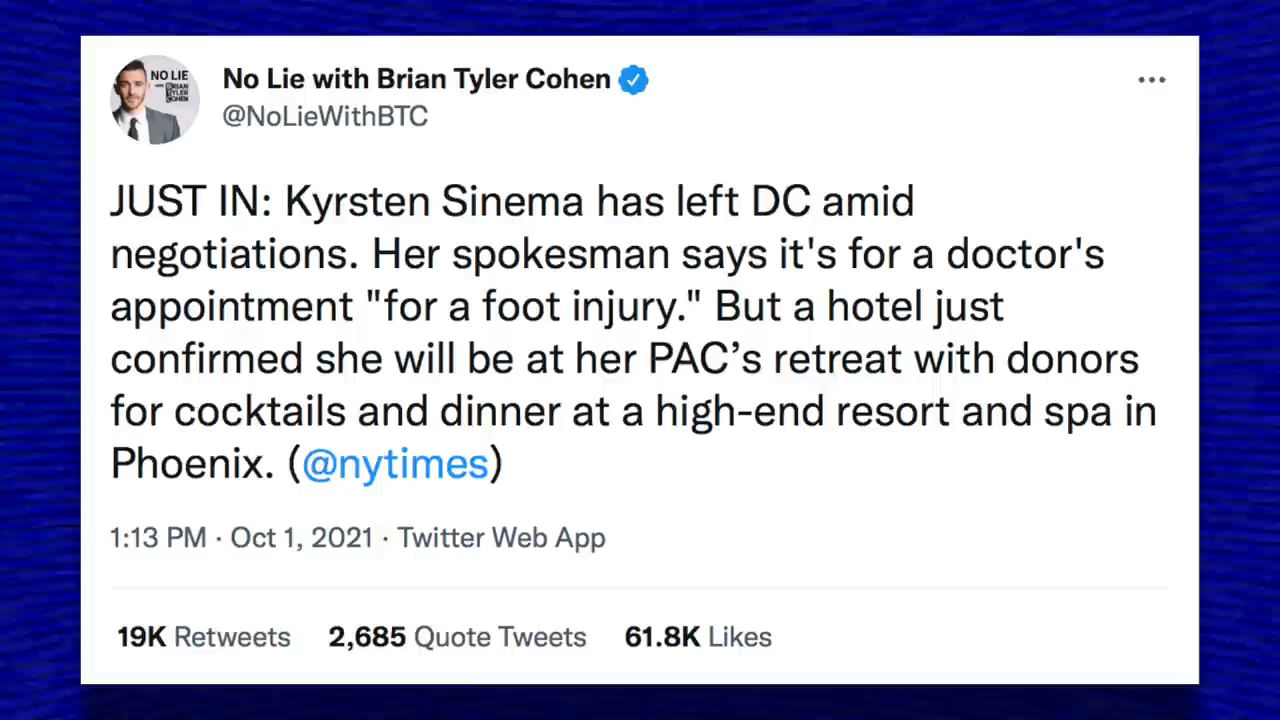 NO LIE
WITH BRIAN
TYLER
COHEN
No Lie with Brian Tyler Cohen
@NoLieWithBTC
JUST IN: Kyrsten Sinema has left DC amid
negotiations. Her spokesman says it's for a doctor's
appointment "for a foot injury." But a hotel just
confirmed she will be at her PAC’s retreat with donors
for cocktails and dinner at a high-end resort and spa in
Phoenix. (@nytimes)
1:13 PM · Oct 1, 2021 · Twitter Web App
19K Retweets 2,685 Quote Tweets 61.8K Likes